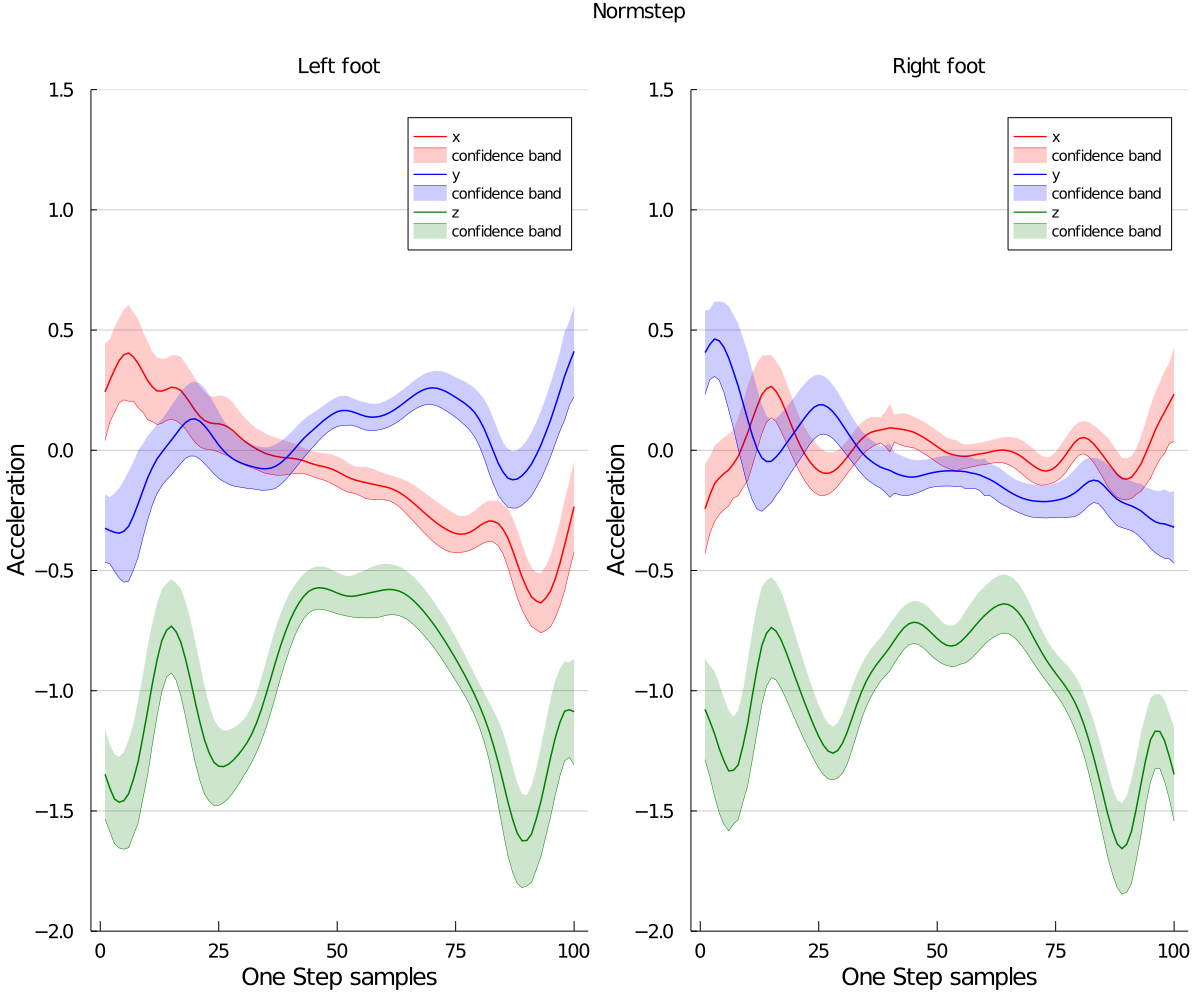 Normstep
Left foot
1.5
1.0
0.5
0.0
−0.5
−1.0
−1.5
−2.0
Acceleration
x
confidence band
y
confidence band
z
confidence band
0 25 50 75 100
One Step samples
Right foot
1.5
1.0
0.5
0.0
−0.5
−1.0
−1.5
−2.0
Acceleration
x
confidence band
y
confidence band
z
confidence band
0 25 50 75 100
One Step samples